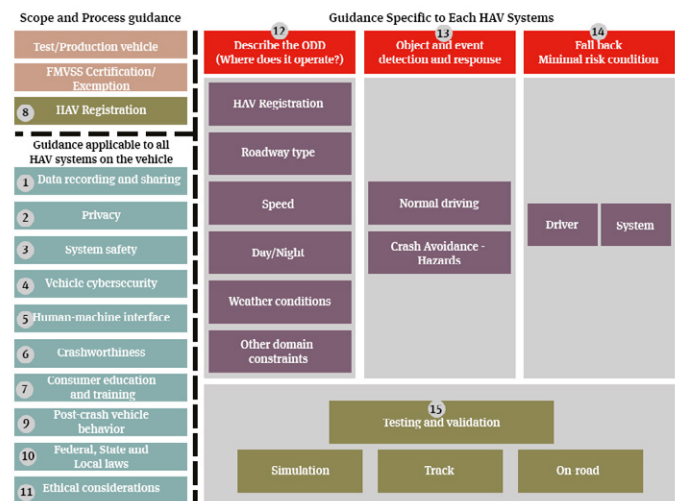 Scope and Process guidance
Test/Production vehicle
FMVSS Certification/
Exemption
8 HAV Registration
Guidance applicable to all
HAV systems on the vehicle
1 Data recording and sharing
2 Privacy
3 System safety
4 Vehicle cybersecurity
5 Human-machine interface
6 Crashworthiness
7 Consumer education
and training
9 Post-crash vehicle
behavior
10 Federal, State and
Local laws
11 Ethical considerations
Guidance Specific to Each HAV Systems
12
Describe the ODD
(Where does it operate?)
HAV Registration
Roadway type
Speed
Day/Night
Weather conditions
Other domain
constraints
13
Object and event
detection and response
Normal driving
Crash Avoidance -
Hazards
14
Fall back
Minimal risk condition
Driver
System
15
Testing and validation
Simulation
Track
On road